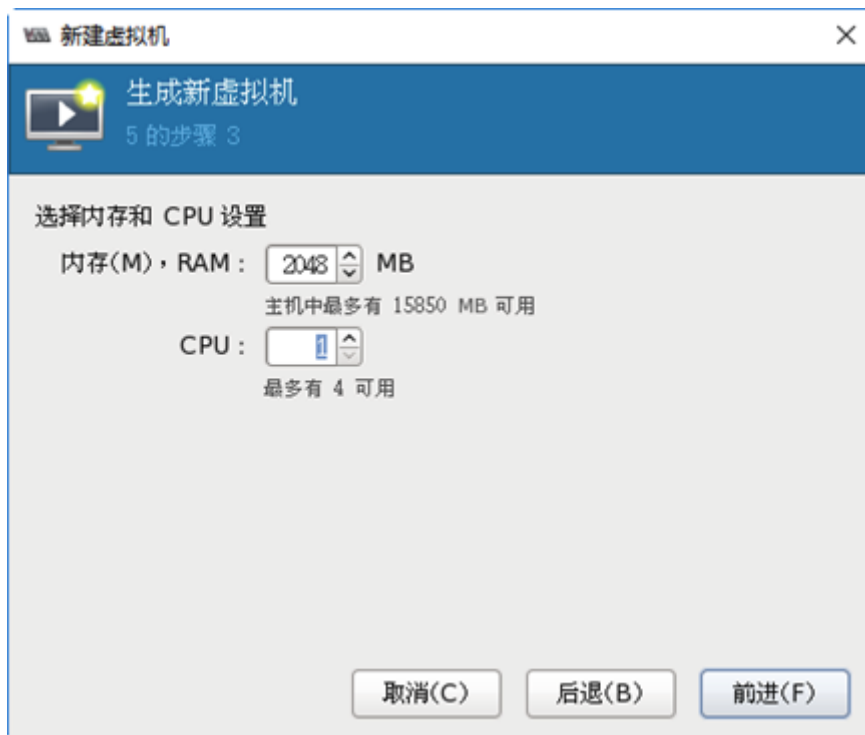 新建虚拟机
生成新虚拟机
5 的步骤 3
选择内存和 CPU 设置
内存(M)，RAM： 2048 MB
主机中最多有 15850 MB 可用
CPU： 1
最多有 4 可用
取消(C) 后退(B) 前进(F)